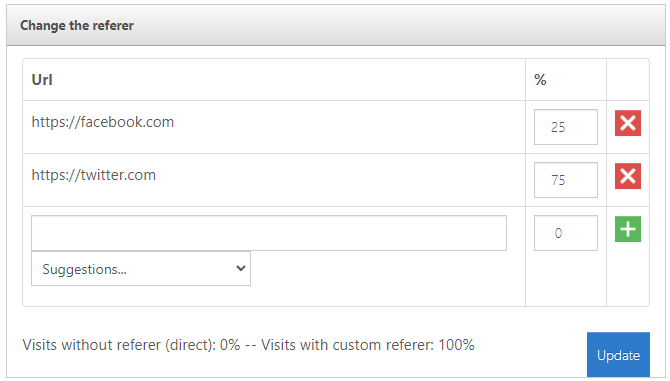 Change the referer
Url %
https://facebook.com 25
https://twitter.com 75
0
Suggestions...
Visits without referer (direct): 0% -- Visits with custom referer: 100%
Update